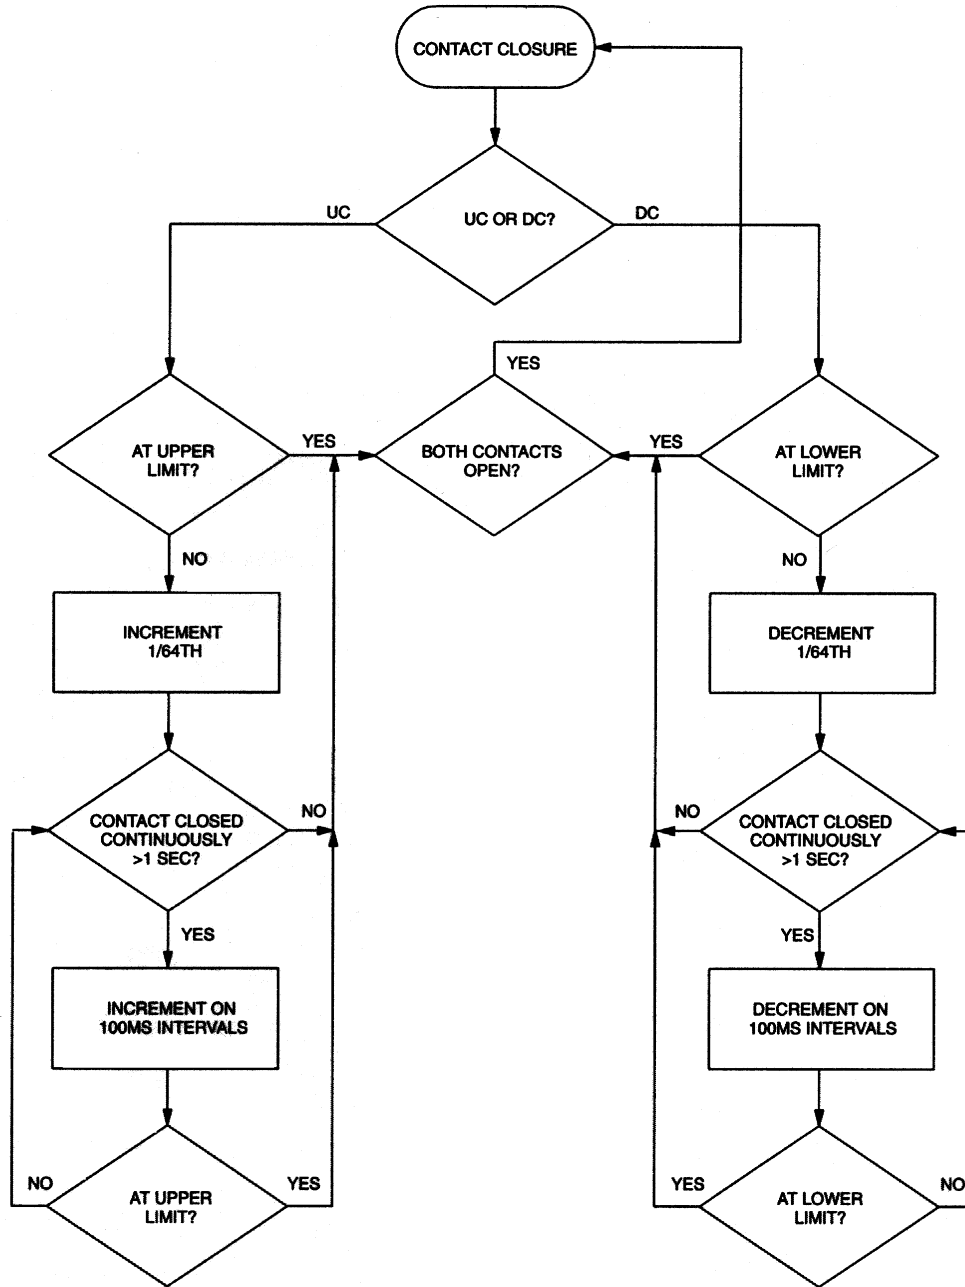 CONTACT CLOSURE
UC
UC OR DC?
DC
YES
AT UPPER
LIMIT?
YES
BOTH CONTACTS
OPEN?
YES
AT LOWER
LIMIT?
NO
NO
INCREMENT
1/64TH
DECREMENT
1/64TH
CONTACT CLOSED
CONTINUOUSLY
>1 SEC?
NO
NO
CONTACT CLOSED
CONTINUOUSLY
>1 SEC?
YES
YES
INCREMENT ON
100MS INTERVALS
DECREMENT ON
100MS INTERVALS
NO
AT UPPER
LIMIT?
YES
YES
AT LOWER
LIMIT?
NO